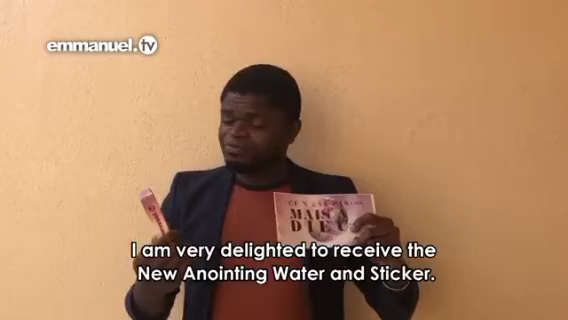 emmanuel.tv
MAIS À
DIEU
I am very delighted to receive the
New Anointing Water and Sticker.